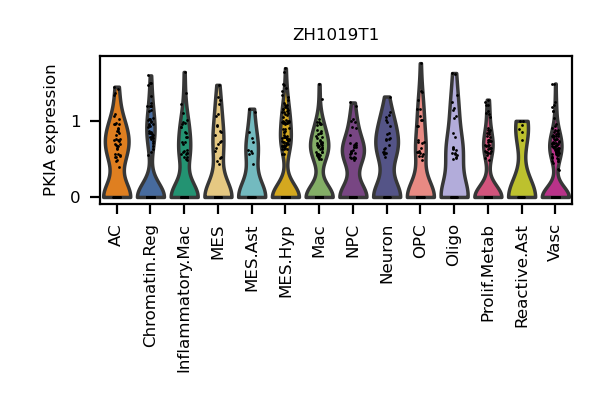 ZH1019T1
PKIA expression
1
0
AC
Chromatin.Reg
Inflammatory.Mac
MES
MES.Ast
MES.Hyp
Mac
NPC
Neuron
OPC
Oligo
Prolif.Metab
Reactive.Ast
Vasc